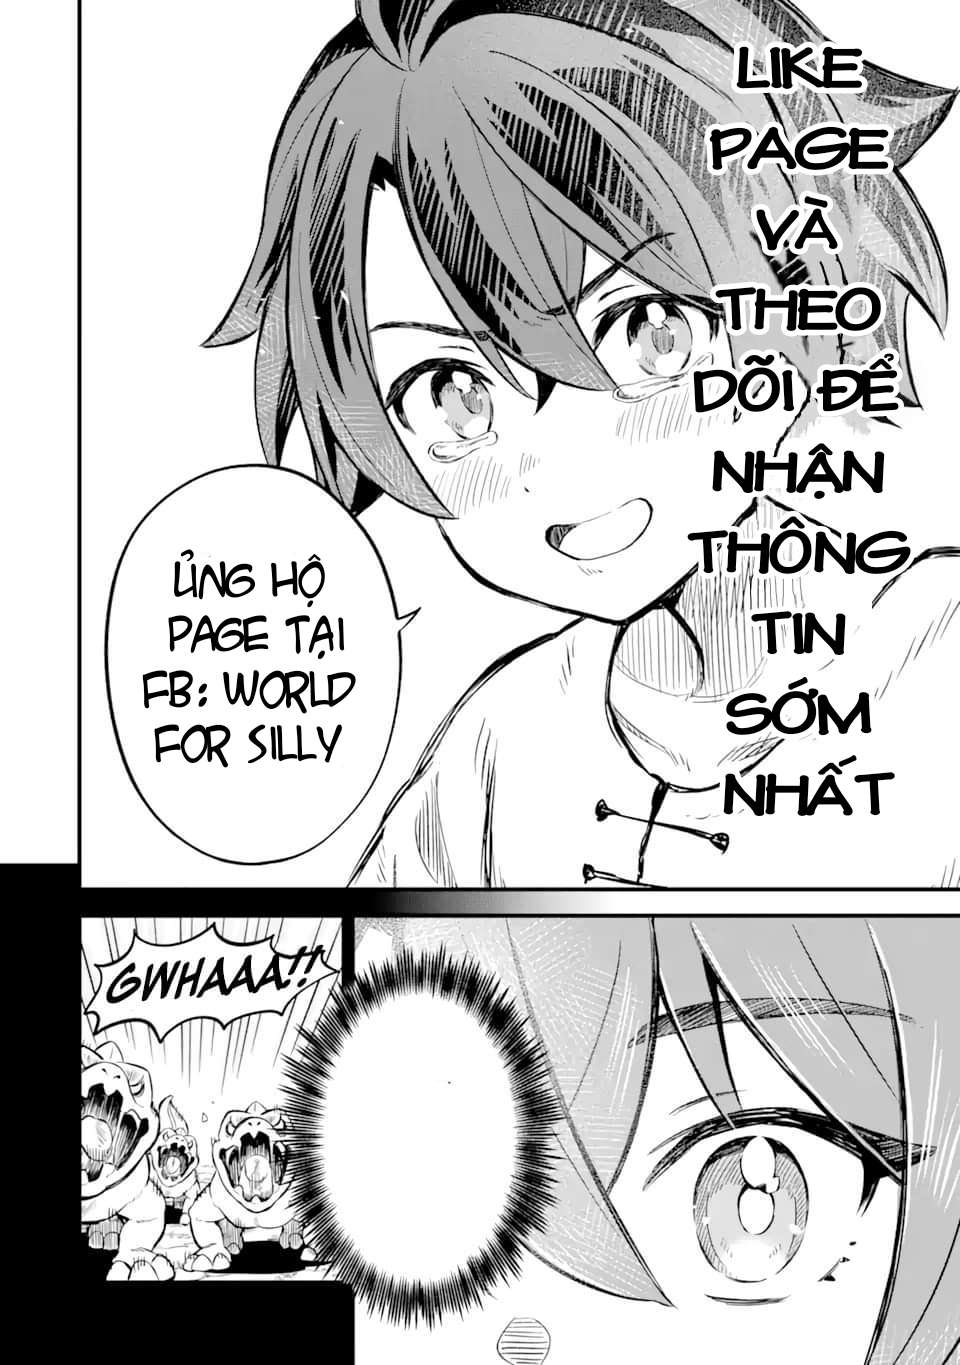 LIKE
PAGE
VÀ
THEO
DÕI ĐỂ
NHẬN
THÔNG
TIN
SỚM
NHẤT
ỦNG HỘ
PAGE TẠI
FB: WORLD
FOR SILLY
GWHAAA!!